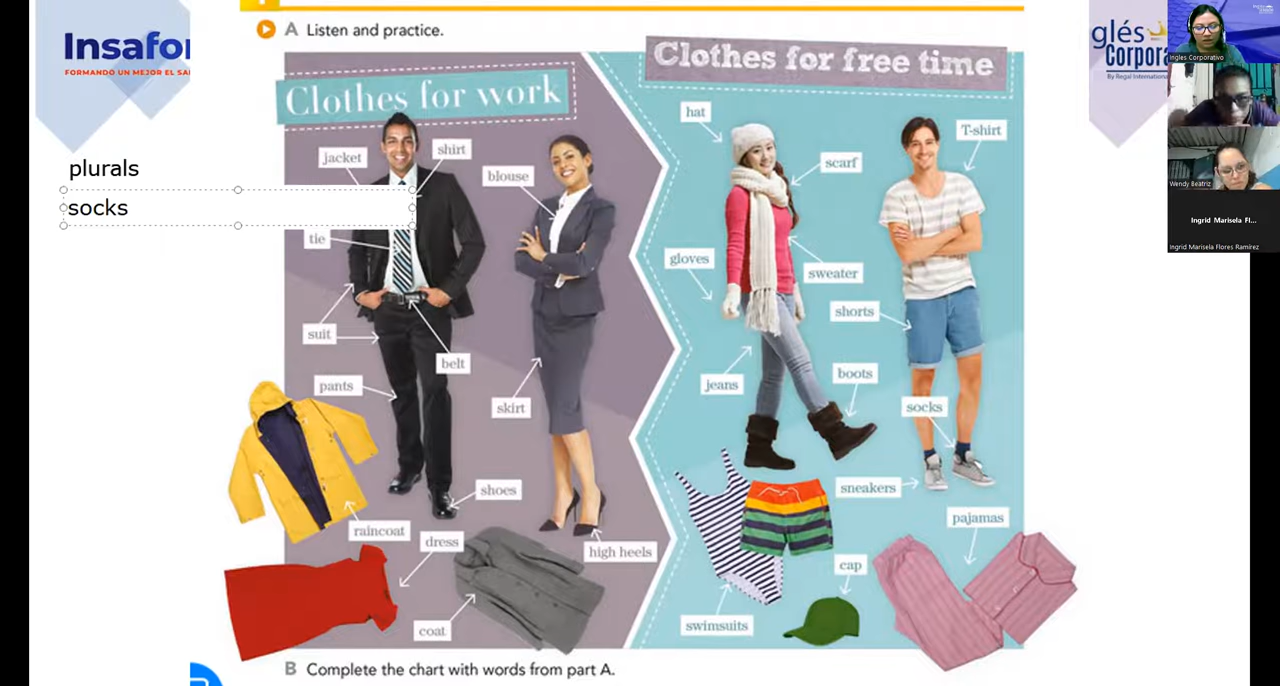 Insafor
FORMANDO UN MEJOR EL SA
A Listen and practice.
Clothes for work
Clothes for free time
glés
Corpora
By Regal Internationa
Ingles Corporativo
Wendy Beatriz
Ingrid Marisela Fl...
Ingrid Marisela Flores Ramirez
plurals
socks
jacket
shirt
blouse
tie
suit
belt
pants
skirt
shoes
raincoat
dress
high heels
coat
hat
T-shirt
scarf
gloves
sweater
shorts
jeans
boots
socks
sneakers
pajamas
cap
swimsuits
B Complete the chart with words from part A.